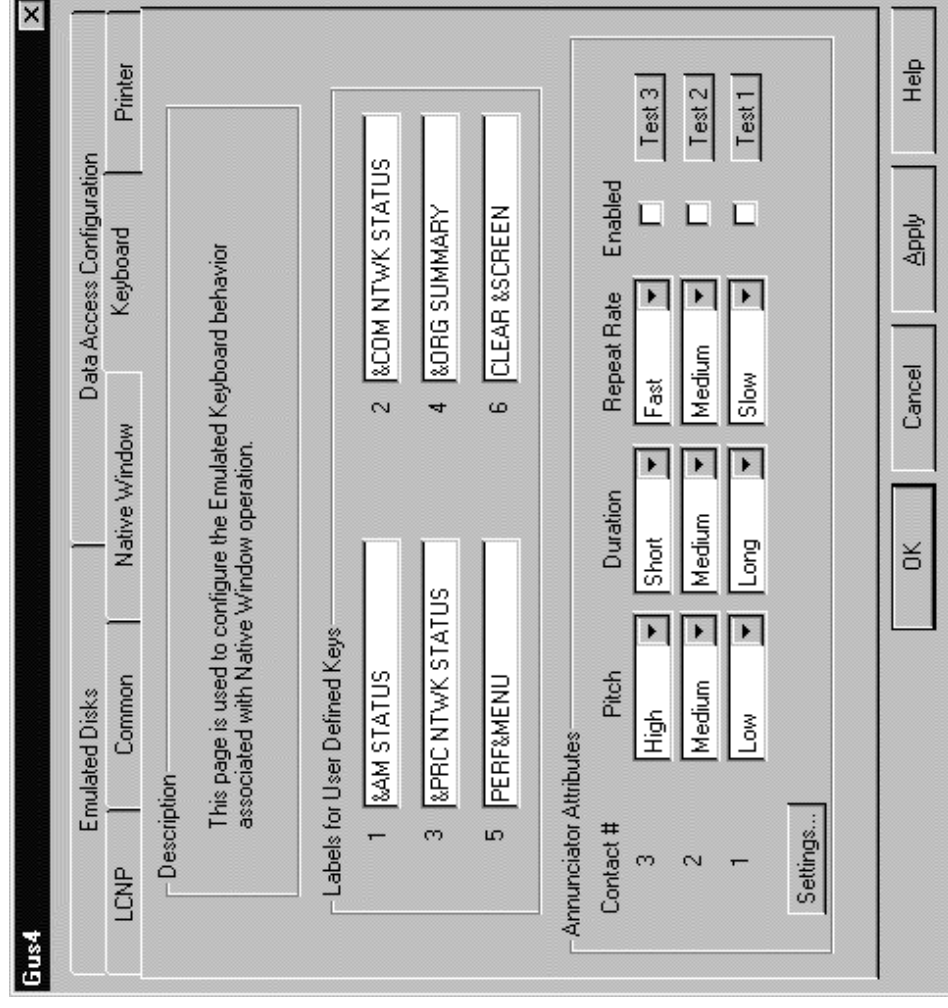 Gus4
Emulated Disks Data Access Configuration
LCNP Common Native Window Keyboard Printer
Description
This page is used to configure the Emulated Keyboard behavior
associated with Native Window operation.
Labels for User Defined Keys
1 &AM STATUS 2 &COM NTWK STATUS
3 &PRC NTWK STATUS 4 &ORG SUMMARY
5 PERF&MENU 6 CLEAR &SCREEN
Annunciator Attributes
Contact # Pitch Duration Repeat Rate Enabled
3 High Short Fast Test 3
2 Medium Medium Medium Test 2
1 Low Long Slow Test 1
Settings...
OK Cancel Apply Help